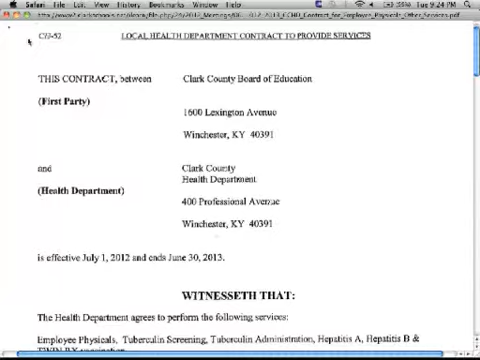 Safari File Edit View History Bookmarks Window Help (98%) Tue 9:24 PM
CH-52 LOCAL HEALTH DEPARTMENT CONTRACT TO PROVIDE SERVICES
THIS CONTRACT, between Clark County Board of Education
(First Party)
1600 Lexington Avenue
Winchester, KY 40391
and Clark County
Health Department
(Health Department)
400 Professional Avenue
Winchester, KY 40391
is effective July 1, 2012 and ends June 30, 2013.
WITNESSETH THAT:
The Health Department agrees to perform the following services:
Employee Physicals, Tuberculin Screening, Tuberculin Administration, Hepatitis A, Hepatitis B &